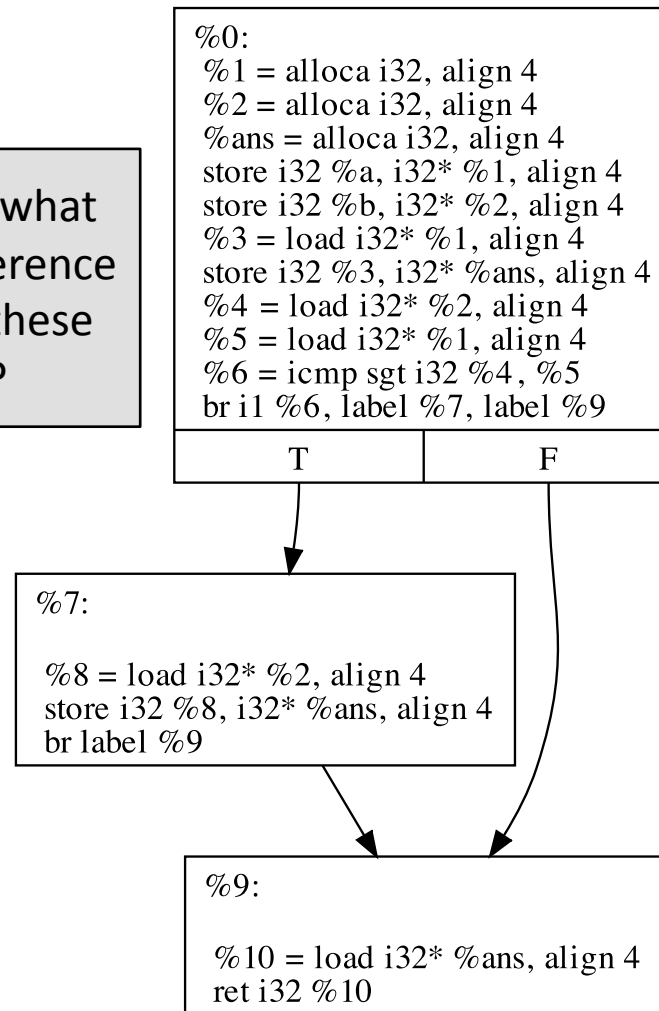 %0:
%1 = alloca i32, align 4
%2 = alloca i32, align 4
%ans = alloca i32, align 4
store i32 %a, i32* %1, align 4
store i32 %b, i32* %2, align 4
%3 = load i32* %1, align 4
store i32 %3, i32* %ans, align 4
%4 = load i32* %2, align 4
%5 = load i32* %1, align 4
%6 = icmp sgt i32 %4, %5
br i1 %6, label %7, label %9
T F
what
erence
these
%7:
%8 = load i32* %2, align 4
store i32 %8, i32* %ans, align 4
br label %9
%9:
%10 = load i32* %ans, align 4
ret i32 %10